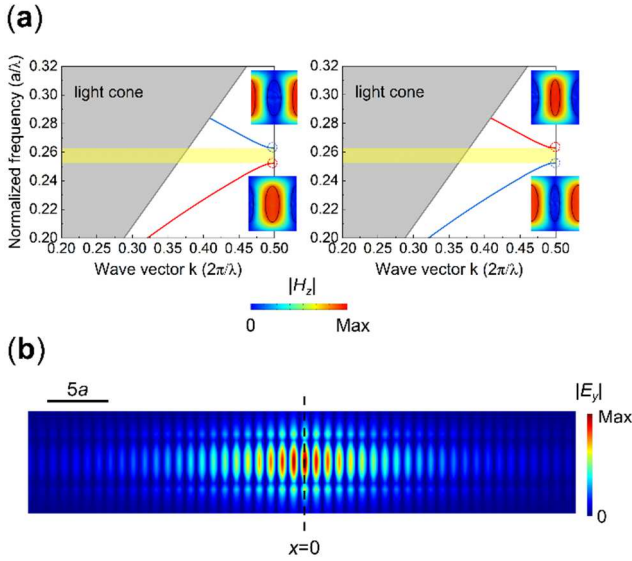 (a)
Normalized frequency (a/λ)
0.32
0.30
0.28
0.26
0.24
0.22
0.20
light cone
0.20 0.25 0.30 0.35 0.40 0.45 0.50
Wave vector k (2π/λ)
0.32
0.30
0.28
0.26
0.24
0.22
0.20
light cone
0.20 0.25 0.30 0.35 0.40 0.45 0.50
Wave vector k (2π/λ)
|Hz|
0 Max
(b)
5a
|Ey|
Max
0
x=0